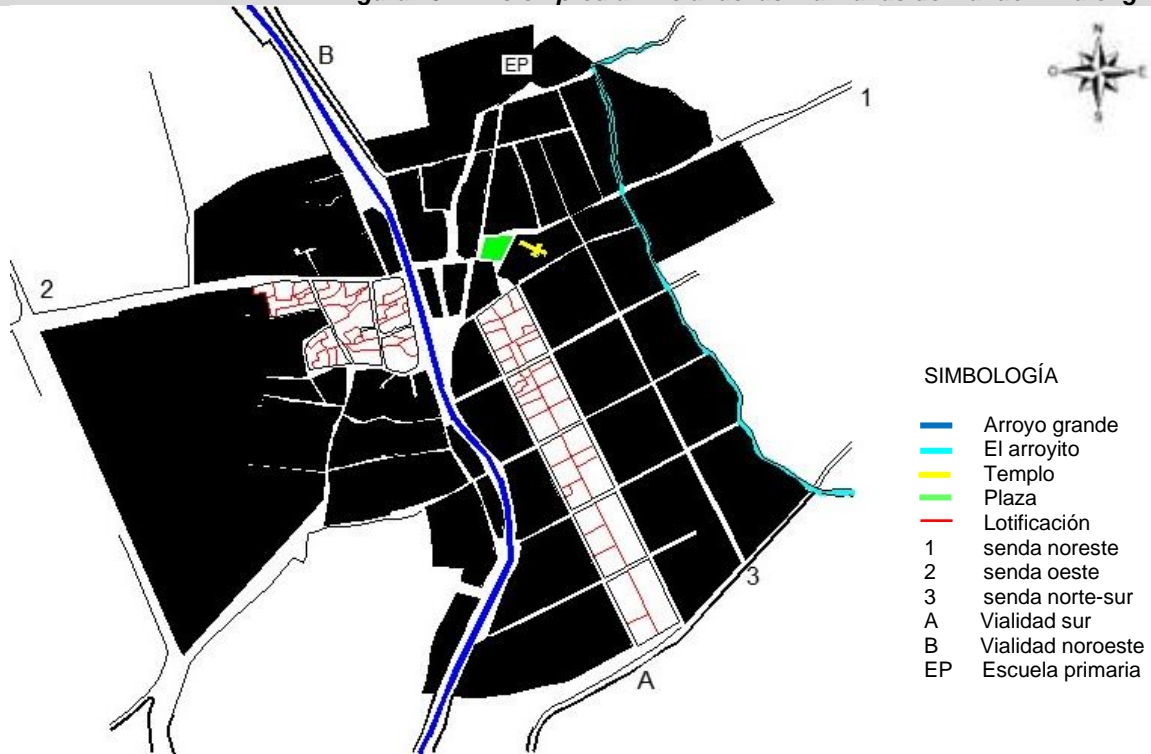 B
EP
N
O
E
S
1
2
3
A
SIMBOLOGÍA
Arroyo grande
El arroyito
Templo
Plaza
Lotificación
1 senda noreste
2 senda oeste
3 senda norte-sur
A Vialidad sur
B Vialidad noroeste
EP Escuela primaria